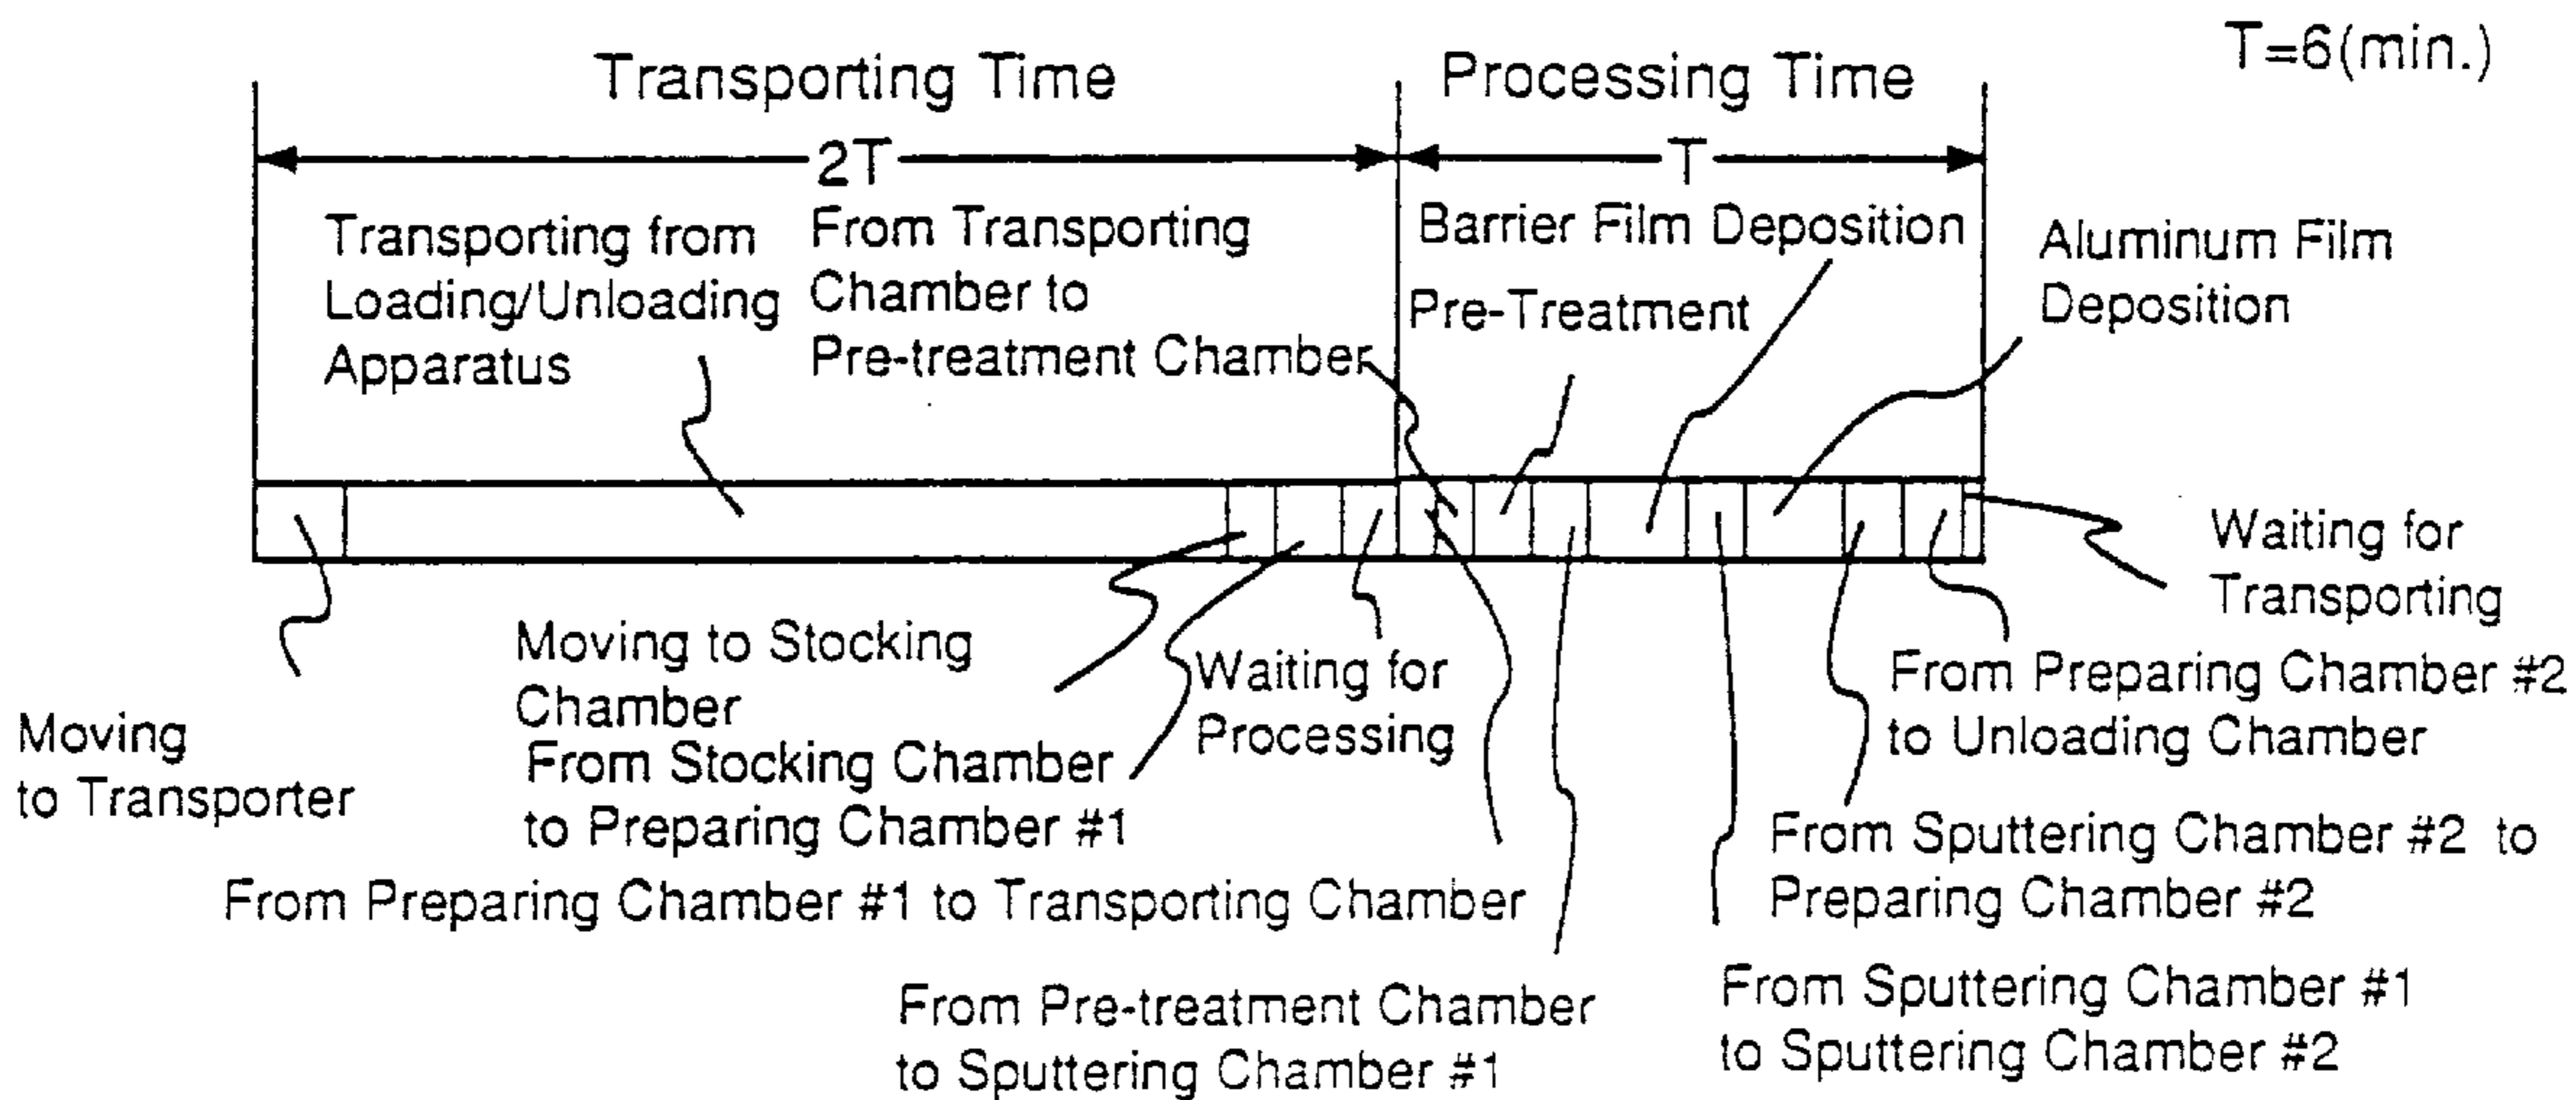 T=6(min.)
Transporting Time
Processing Time
2T
T
Transporting from
Loading/Unloading
Apparatus
From Transporting
Chamber to
Pre-treatment Chamber
Barrier Film Deposition
Pre-Treatment
Aluminum Film
Deposition
Waiting for
Transporting
Moving
to Transporter
Moving to Stocking
Chamber
From Stocking Chamber
to Preparing Chamber #1
Waiting for
Processing
From Preparing Chamber #2
to Unloading Chamber
From Preparing Chamber #1 to Transporting Chamber
From Sputtering Chamber #2 to
Preparing Chamber #2
From Pre-treatment Chamber
to Sputtering Chamber #1
From Sputtering Chamber #1
to Sputtering Chamber #2